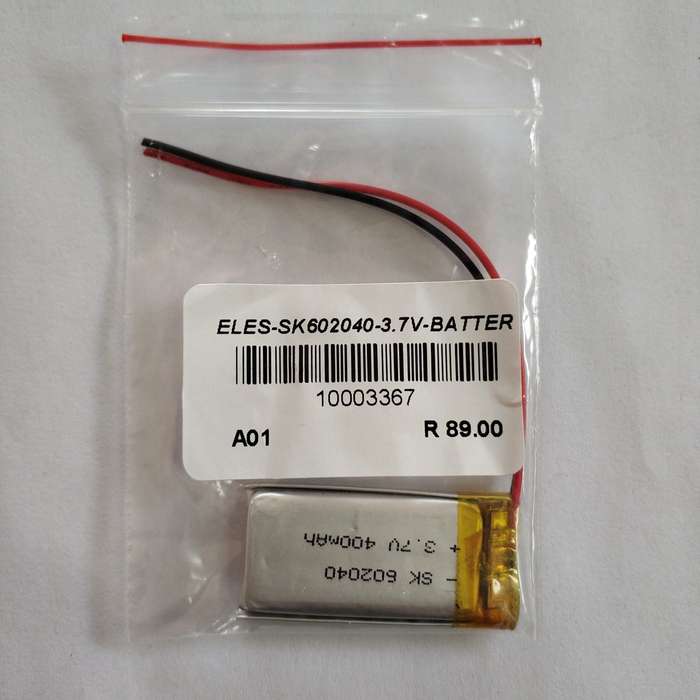 ELES-SK602040-3.7V-BATTER
10003367
A01 R 89.00
- SK 602040
+ 3.7V 400mAh